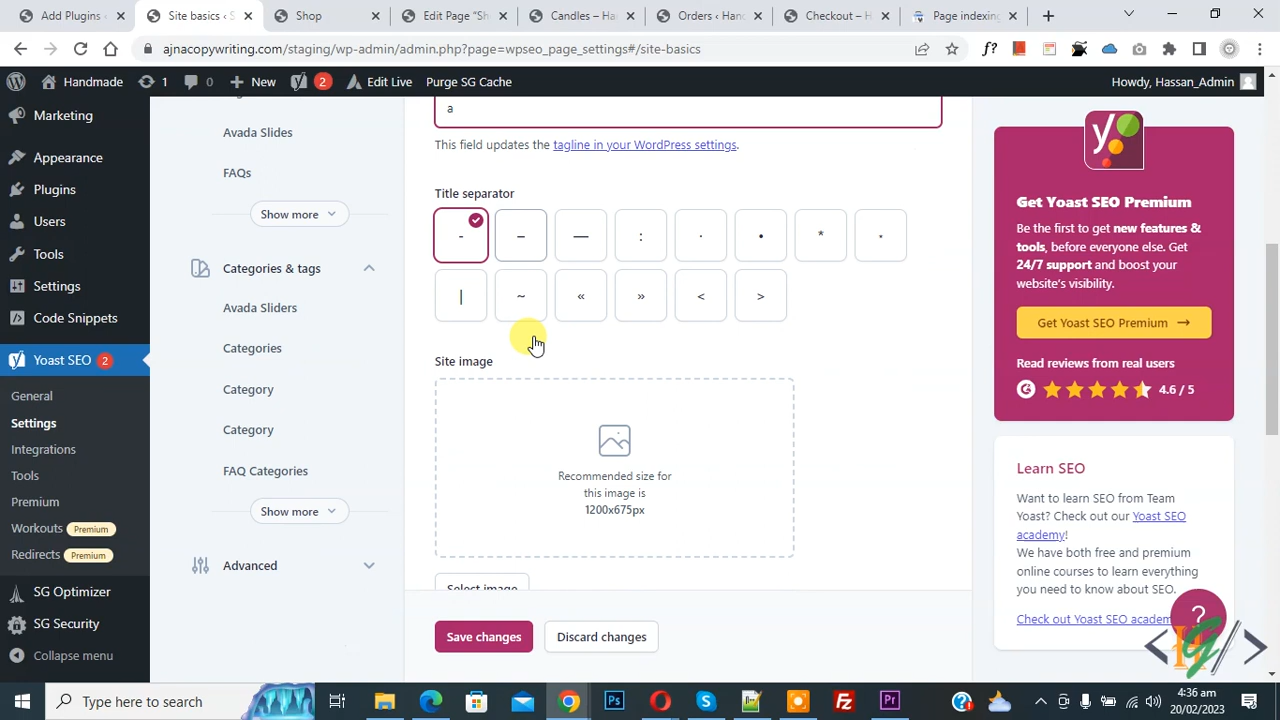 Add Plugins ‹
Site basics ‹ S
Shop
Edit Page "Sh
Candles – Ha
Orders ‹ Hand
Checkout – H
Page indexing
ajnacopywriting.com/staging/wp-admin/admin.php?page=wpseo_page_settings#/site-basics
f?
Handmade
1
0
New
2
Edit Live
Purge SG Cache
Howdy, Hassan_Admin
Marketing
Appearance
Plugins
Users
Tools
Settings
Code Snippets
Yoast SEO 2
General
Settings
Integrations
Tools
Premium
Workouts Premium
Redirects Premium
SG Optimizer
SG Security
Collapse menu
Avada Slides
FAQs
Show more
Categories & tags
Avada Sliders
Categories
Category
Category
FAQ Categories
Show more
Advanced
a
This field updates the tagline in your WordPress settings.
Title separator
- – — : · • * ⋆
| ~ « » < >
Site image
Recommended size for
this image is
1200x675px
Select image
Save changes
Discard changes
y
Get Yoast SEO Premium
Be the first to get new features &
tools, before everyone else. Get
24/7 support and boost your
website's visibility.
Get Yoast SEO Premium →
Read reviews from real users
4.6 / 5
Learn SEO
Want to learn SEO from Team
Yoast? Check out our Yoast SEO
academy!
We have both free and premium
online courses to learn everything
you need to know about SEO.
Check out Yoast SEO academ
?
<H G/>
Type here to search
4:36 am
20/02/2023